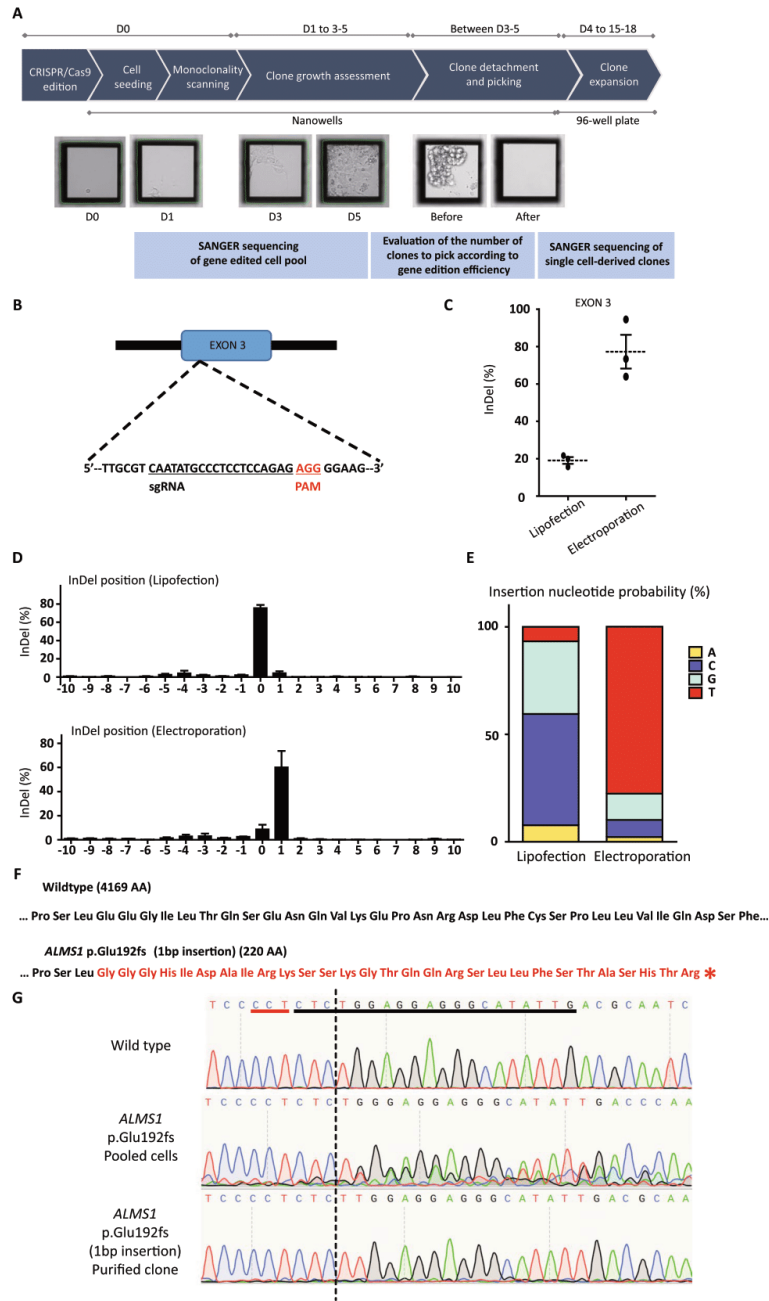 A
D0
D1 to 3-5
Between D3-5
D4 to 15-18
CRISPR/Cas9
edition
Cell
seeding
Monoclonality
scanning
Clone growth assessment
Clone detachment
and picking
Clone
expansion
Nanowells
96-well plate
D0
D1
D3
D5
Before
After
SANGER sequencing
of gene edited cell pool
Evaluation of the number of
clones to pick according to
gene edition efficiency
SANGER sequencing of
single cell-derived clones
B
EXON 3
5'--TTGCGT CAATATGCCCTCCTCCAGAG AGG GGAAG--3'
sgRNA
PAM
C
EXON 3
InDel (%)
100
80
60
40
20
0
Lipofection
Electroporation
D
InDel position (Lipofection)
InDel (%)
80
60
40
20
0
-10 -9 -8 -7 -6 -5 -4 -3 -2 -1 0 1 2 3 4 5 6 7 8 9 10
InDel position (Electroporation)
InDel (%)
80
60
40
20
0
-10 -9 -8 -7 -6 -5 -4 -3 -2 -1 0 1 2 3 4 5 6 7 8 9 10
E
Insertion nucleotide probability (%)
100
50
0
A
C
G
T
Lipofection
Electroporation
F
Wildtype (4169 AA)
... Pro Ser Leu Glu Glu Gly Ile Leu Thr Gln Ser Glu Asn Gln Val Lys Glu Pro Asn Arg Asp Leu Phe Cys Ser Pro Leu Leu Val Ile Gln Asp Ser Phe...
ALMS1 p.Glu192fs (1bp insertion) (220 AA)
... Pro Ser Leu Gly Gly Gly His Ile Asp Ala Ile Arg Lys Ser Ser Lys Gly Thr Gln Gln Arg Ser Leu Leu Phe Ser Thr Ala Ser His Thr Arg *
G
T C C C C T C T C T G G A G G A G G G C A T A T T G A C G C A A T C
Wild type
T C C C C T C T C T G G G A G G A G G G C A T A T T G A C C C A A
ALMS1
p.Glu192fs
Pooled cells
T C C C C T C T C T T G G A G G A G G G C A T A T T G A C G C A A
ALMS1
p.Glu192fs
(1bp insertion)
Purified clone